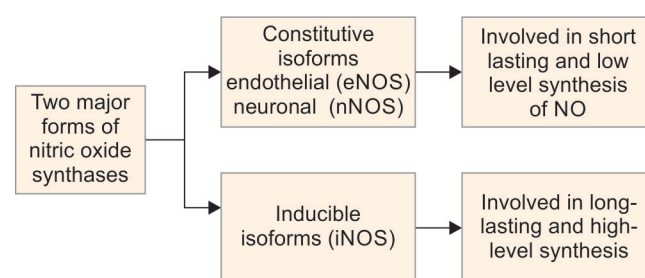 Two major
forms of
nitric oxide
synthases
Constitutive
isoforms
endothelial (eNOS)
neuronal (nNOS)
Involved in short
lasting and low
level synthesis
of NO
Inducible
isoforms (iNOS)
Involved in long-
lasting and high-
level synthesis